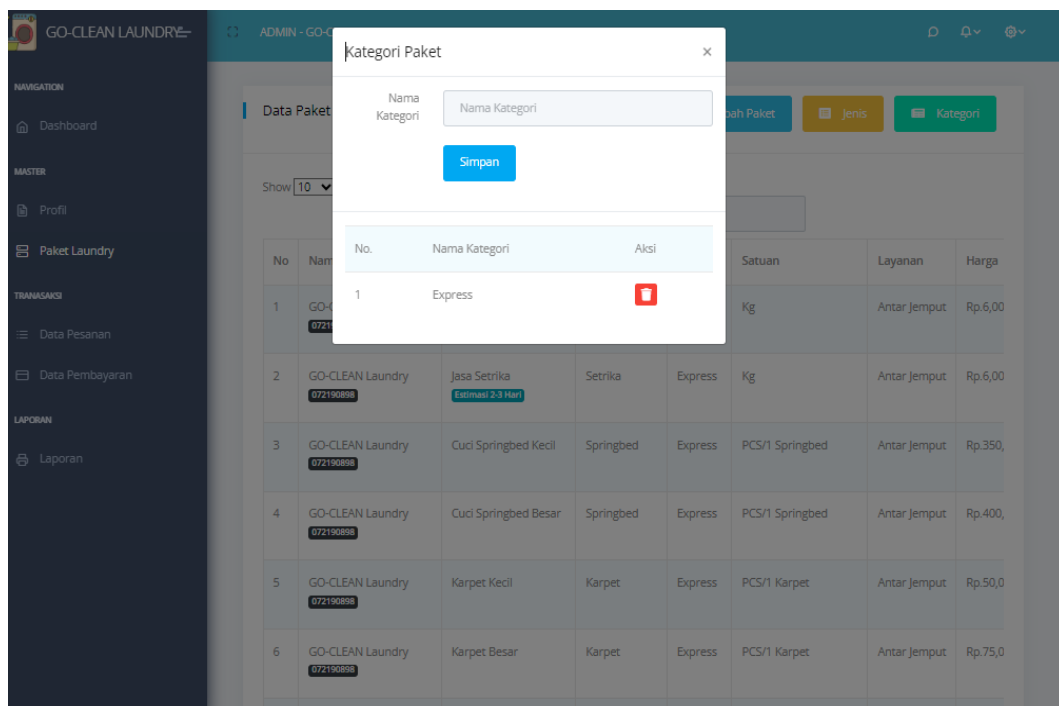 GO-CLEAN LAUNDRY
ADMIN - GO-C
NAVIGATION
Dashboard
MASTER
Profil
Paket Laundry
TRANASAKSI
Data Pesanan
Data Pembayaran
LAPORAN
Laporan
Kategori Paket
×
Nama
Kategori
Nama Kategori
Simpan
No. Nama Kategori Aksi
1 Express
Data Paket
bah Paket Jenis Kategori
Show 10
No Nam Satuan Layanan Harga
1 GO-C Kg Antar Jemput Rp.6,00
0721
2 GO-CLEAN Laundry Jasa Setrika Setrika Express Kg Antar Jemput Rp.6,00
072190898 Estimasi 2-3 Hari
3 GO-CLEAN Laundry Cuci Springbed Kecil Springbed Express PCS/1 Springbed Antar Jemput Rp.350,
072190898
4 GO-CLEAN Laundry Cuci Springbed Besar Springbed Express PCS/1 Springbed Antar Jemput Rp.400,
072190898
5 GO-CLEAN Laundry Karpet Kecil Karpet Express PCS/1 Karpet Antar Jemput Rp.50,0
072190898
6 GO-CLEAN Laundry Karpet Besar Karpet Express PCS/1 Karpet Antar Jemput Rp.75,0
072190898